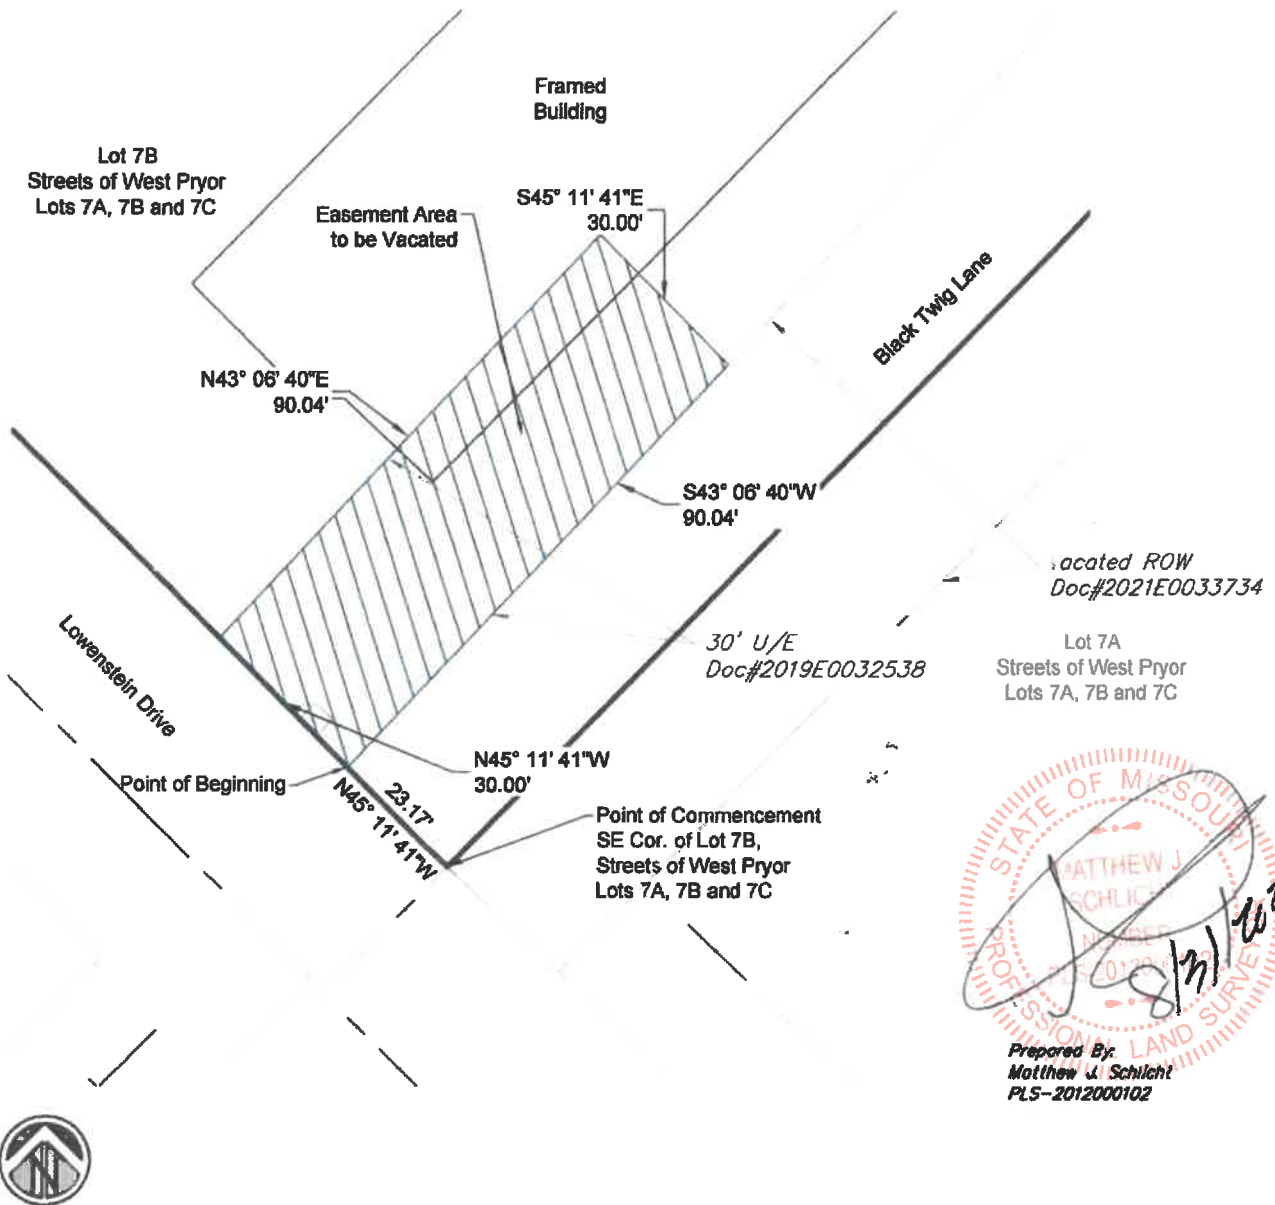 Framed
Building
Lot 7B
Streets of West Pryor
Lots 7A, 7B and 7C
S45° 11' 41"E
30.00'
Easement Area
to be Vacated
Black Twig Lane
N43° 06' 40"E
90.04'
S43° 06' 40"W
90.04'
acated ROW
Doc#2021E0033734
30' U/E
Doc#2019E0032538
Lot 7A
Streets of West Pryor
Lots 7A, 7B and 7C
Lowenstein Drive
N45° 11' 41"W
30.00'
Point of Beginning
23.17'
N45° 11' 41"W
Point of Commencement
SE Cor. of Lot 7B,
Streets of West Pryor
Lots 7A, 7B and 7C
STATE OF MISSOURI
MATTHEW J.
SCHLICHT
NUMBER
PROFESSIONAL LAND SURVEY
8/31/
Prepared By:
Matthew J. Schlicht
PLS-2012000102
N